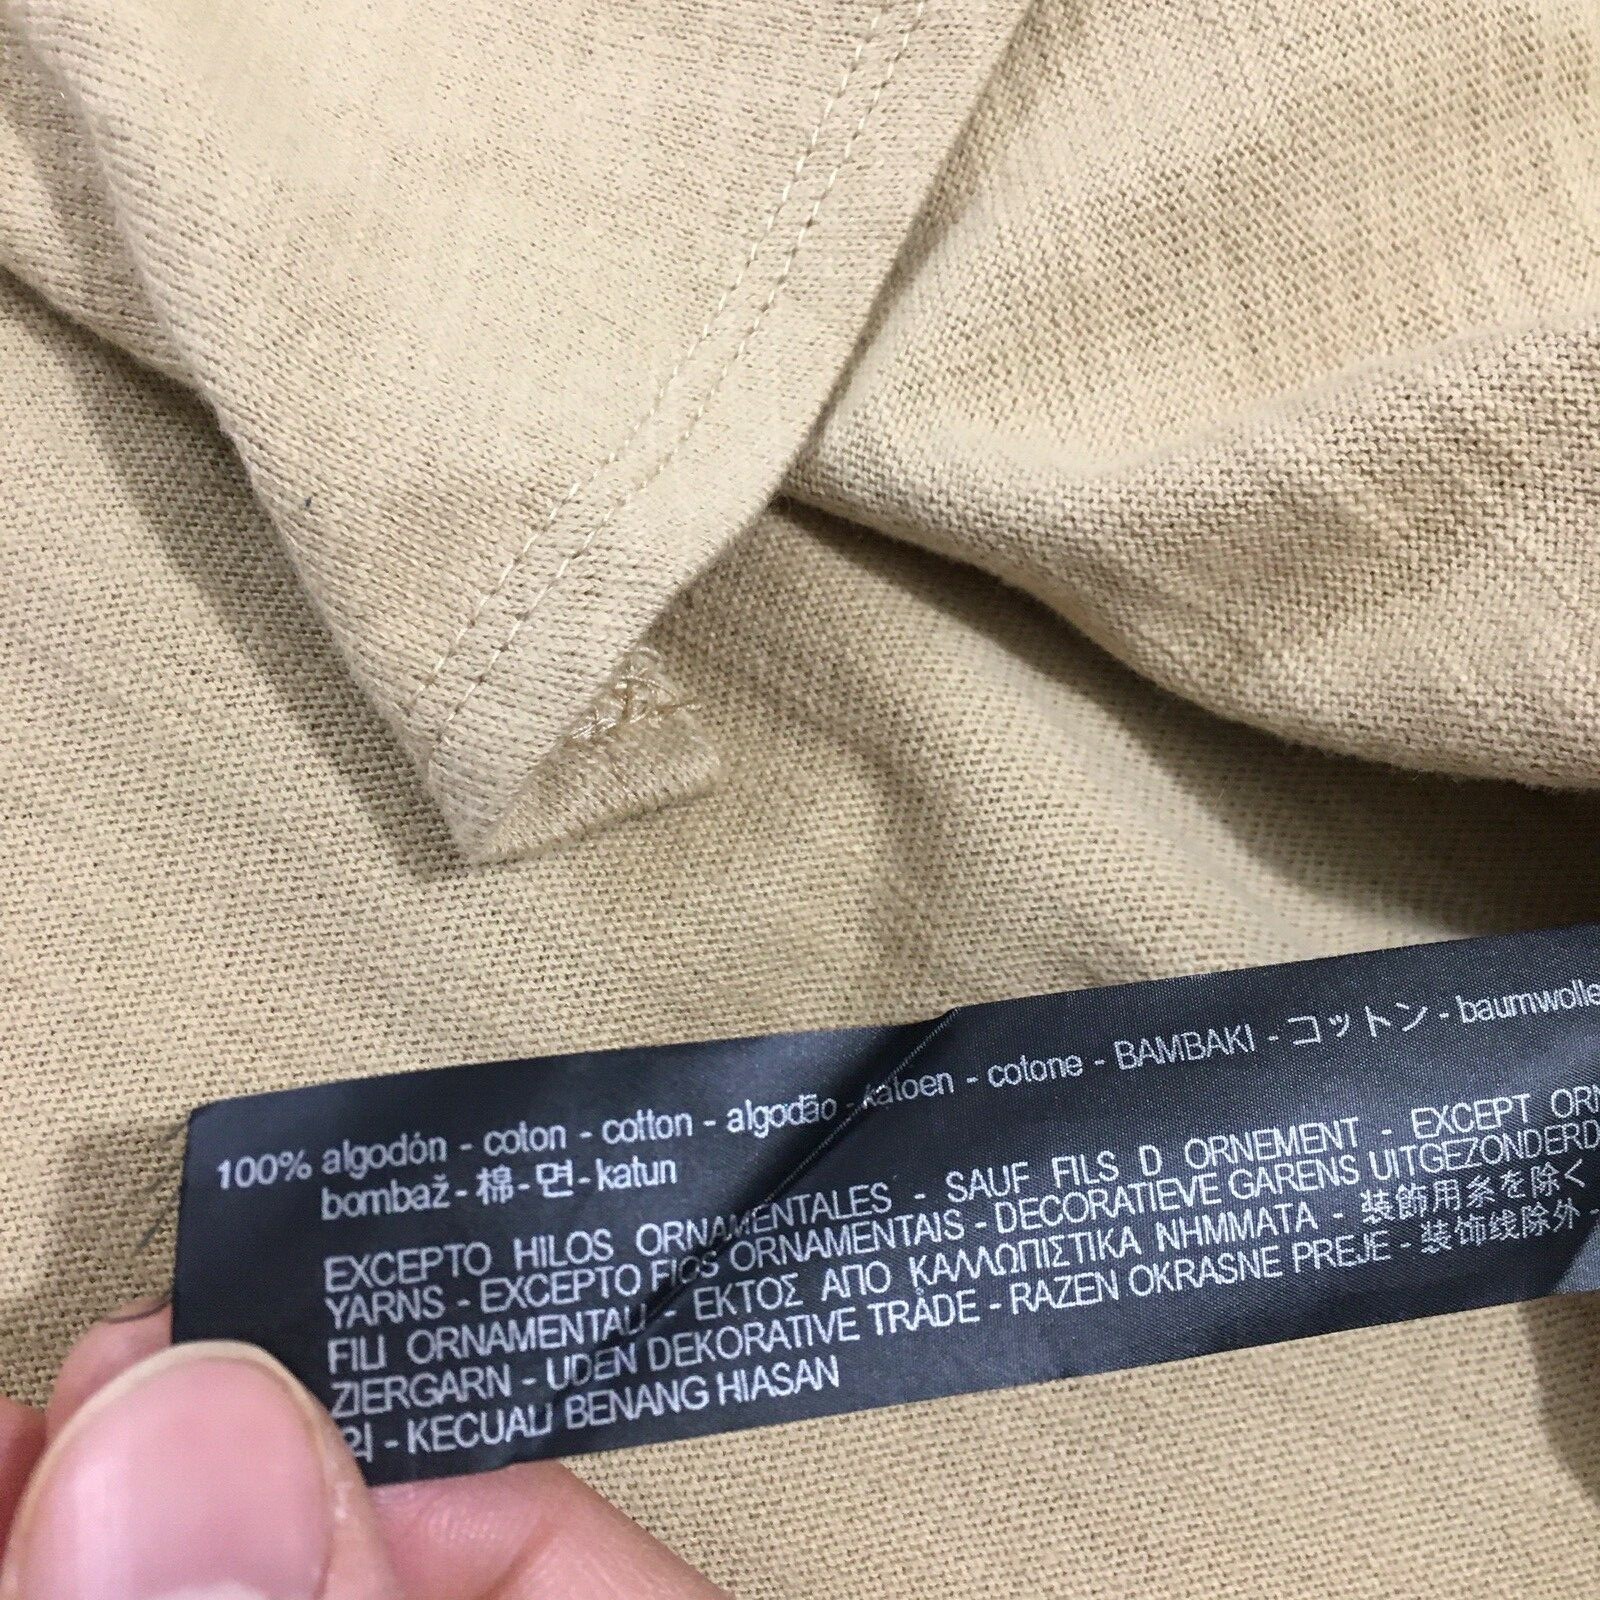 100% algodón - coton - cotton - algodão - katoen - cotone - BAMBAKI - コットン - baumwolle
bombaž - 棉 - 면 - katun
EXCEPTO HILOS ORNAMENTALES - SAUF FILS D ORNEMENT - EXCEPT
YARNS - EXCEPTO FIOS ORNAMENTAIS - DECORATIEVE GARENS
FILI ORNAMENTALI - ΕΚΤΟΣ ΑΠΟ ΚΑΛΛΩΠΙΣΤΙΚΑ ΝΗΜΜΑΤΑ - 装飾用糸を除く
ZIERGARN - UDEN DEKORATIVE TRÅDE - RAZEN OKRASNE PREJE - 装饰线除外 -
외 - KECUALI BENANG HIASAN